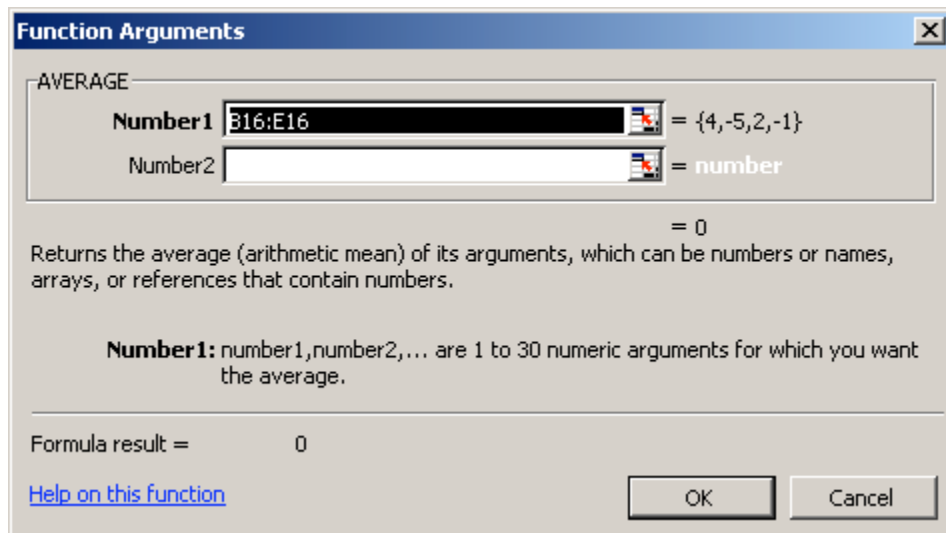 Function Arguments
AVERAGE
Number1 B16:E16 = {4,-5,2,-1}
Number2 = number
= 0
Returns the average (arithmetic mean) of its arguments, which can be numbers or names,
arrays, or references that contain numbers.
Number1: number1,number2,... are 1 to 30 numeric arguments for which you want
the average.
Formula result = 0
Help on this function
OK Cancel